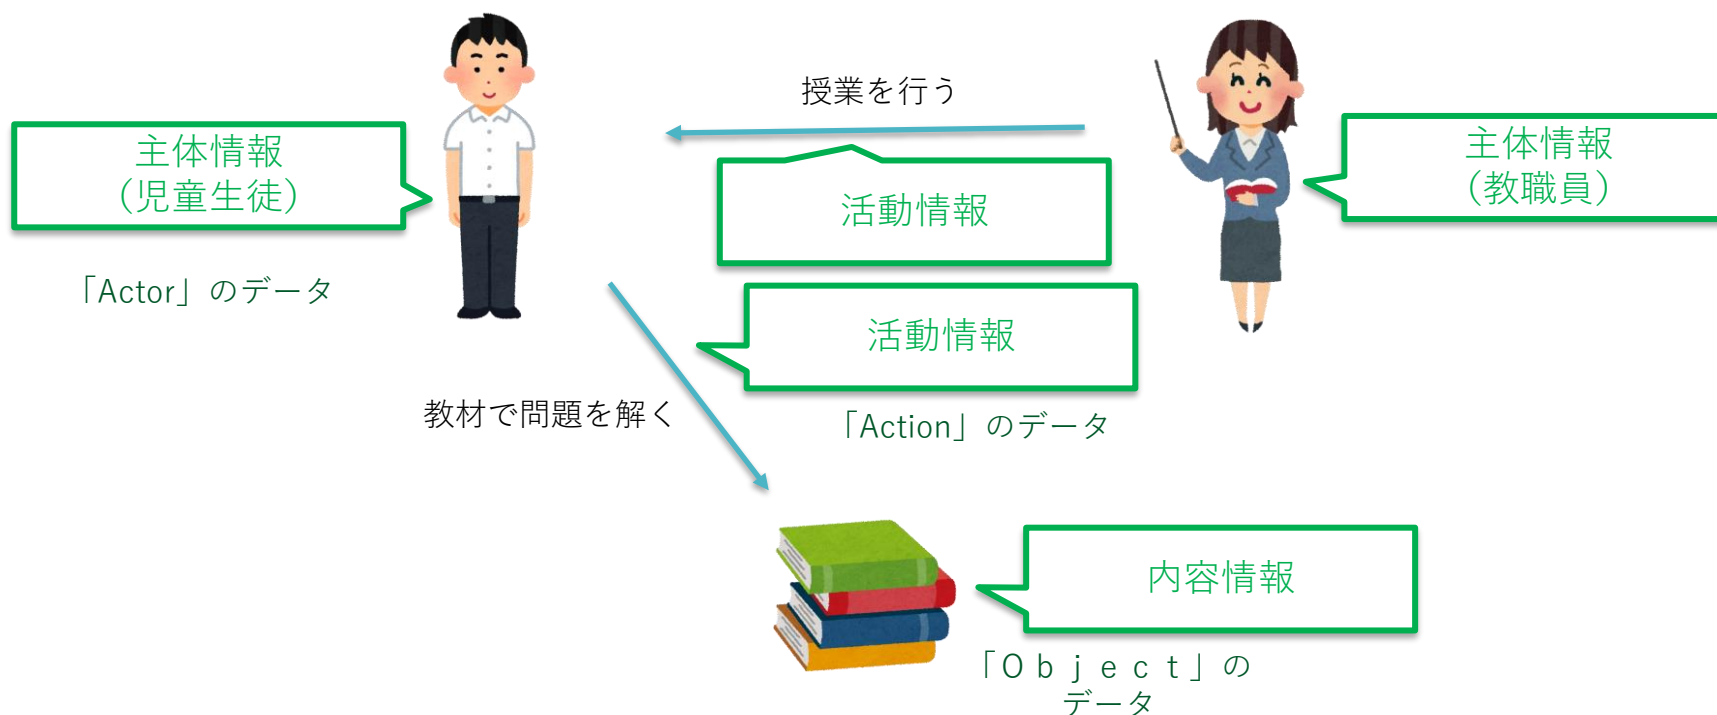 授業を行う
主体情報
（児童生徒）
主体情報
（教職員）
活動情報
「Actor」のデータ
活動情報
教材で問題を解く
「Action」のデータ
内容情報
「Ｏｂｊｅｃｔ」の
データ